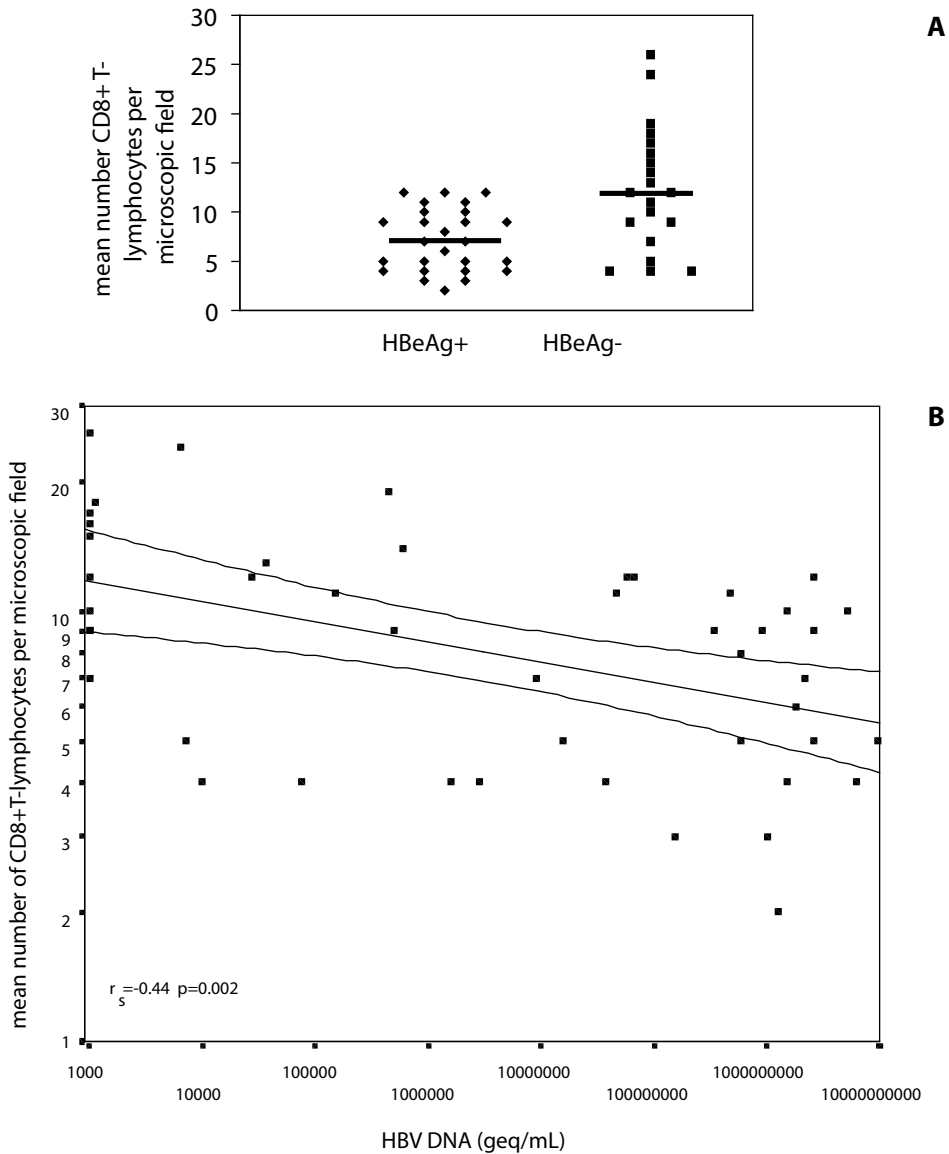 A
mean number CD8+ T-
lymphocytes per
microscopic field
30
25
20
15
10
5
0
HBeAg+ HBeAg-
B
mean number of CD8+T-lymphocytes per microscopic field
30
20
10
9
8
7
6
5
4
3
2
1
r s=-0.44 p=0.002
1000 10000 100000 1000000 10000000 100000000 1000000000 10000000000
HBV DNA (geq/mL)